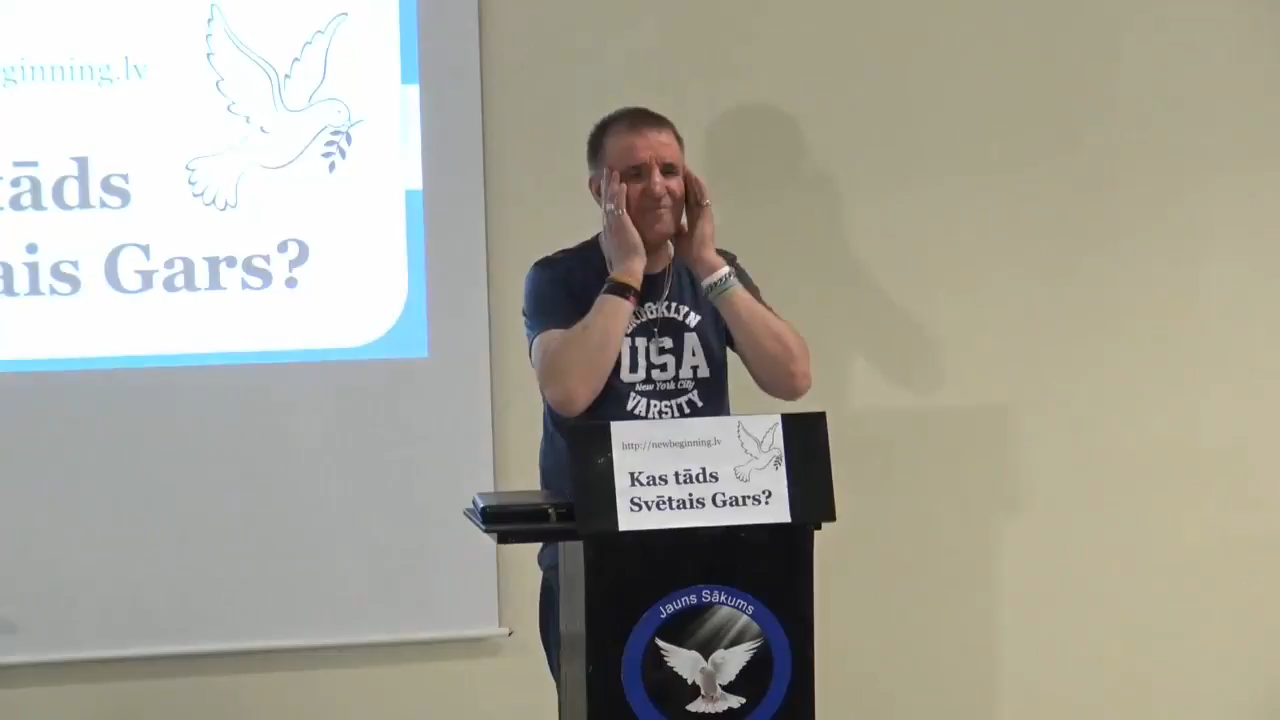 ginning.lv
tāds
ais Gars?
BROOKLYN
USA
New York City
VARSITY
http://newbeginning.lv
Kas tāds
Svētais Gars?
Jauns Sākums